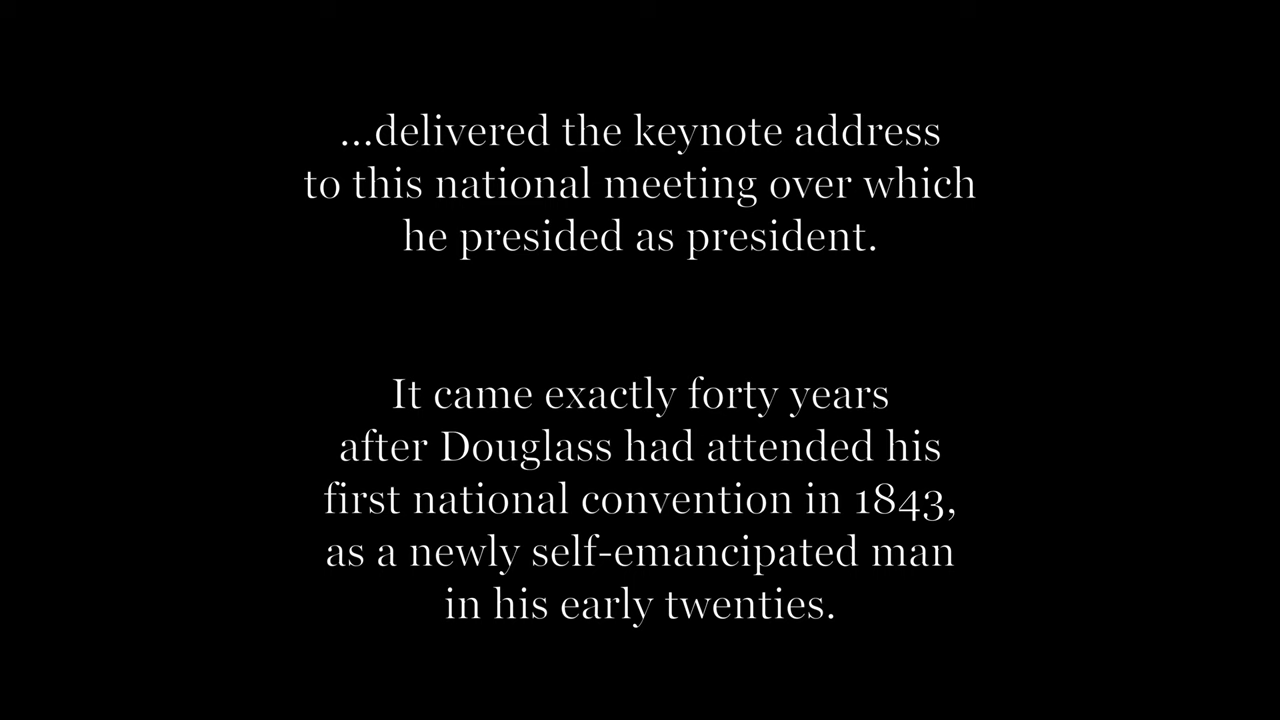 ...delivered the keynote address
to this national meeting over which
he presided as president.
It came exactly forty years
after Douglass had attended his
first national convention in 1843,
as a newly self-emancipated man
in his early twenties.